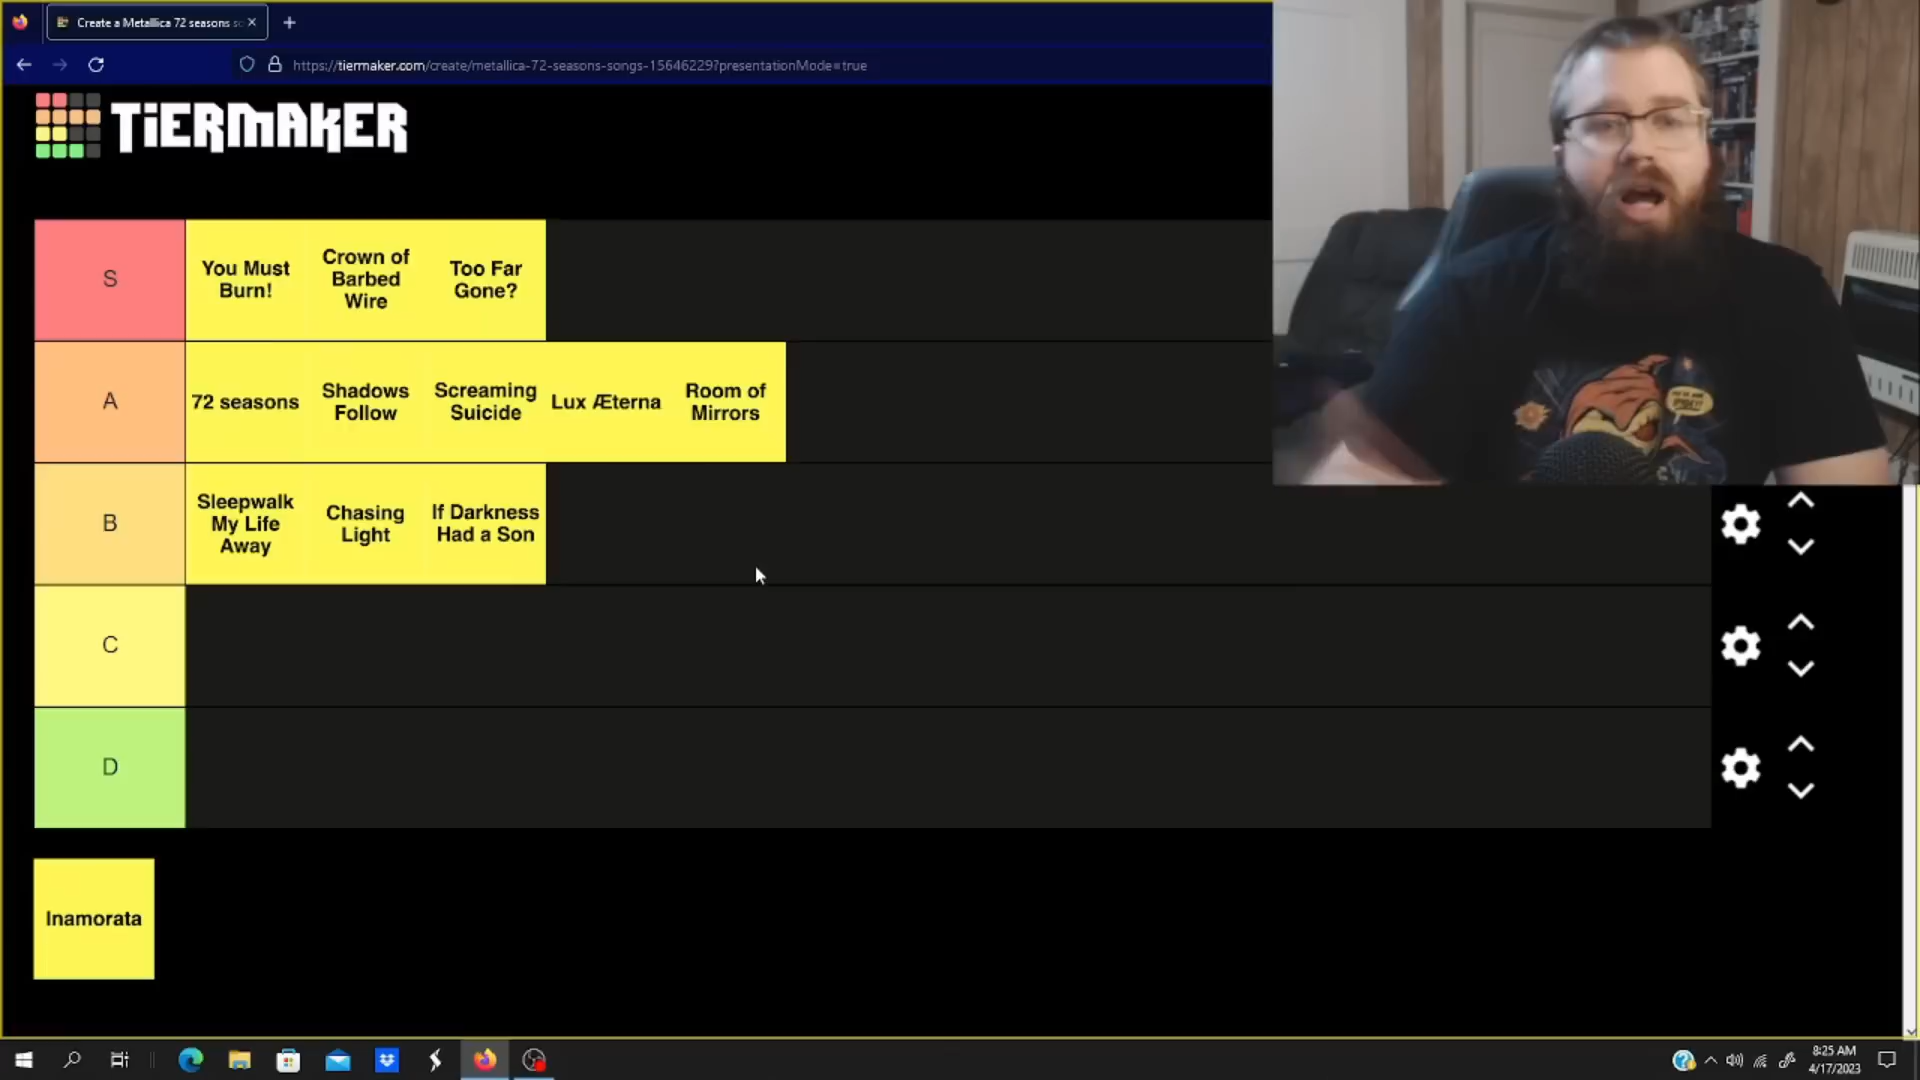 Create a Metallica 72 seasons so
https://tiermaker.com/create/metallica-72-seasons-songs-15646229?presentationMode=true
TiERMAKER
S
You Must
Burn!
Crown of
Barbed
Wire
Too Far
Gone?
A
72 seasons
Shadows
Follow
Screaming
Suicide
Lux Æterna
Room of
Mirrors
B
Sleepwalk
My Life
Away
Chasing
Light
If Darkness
Had a Son
C
D
Inamorata
8:25 AM
4/17/2023